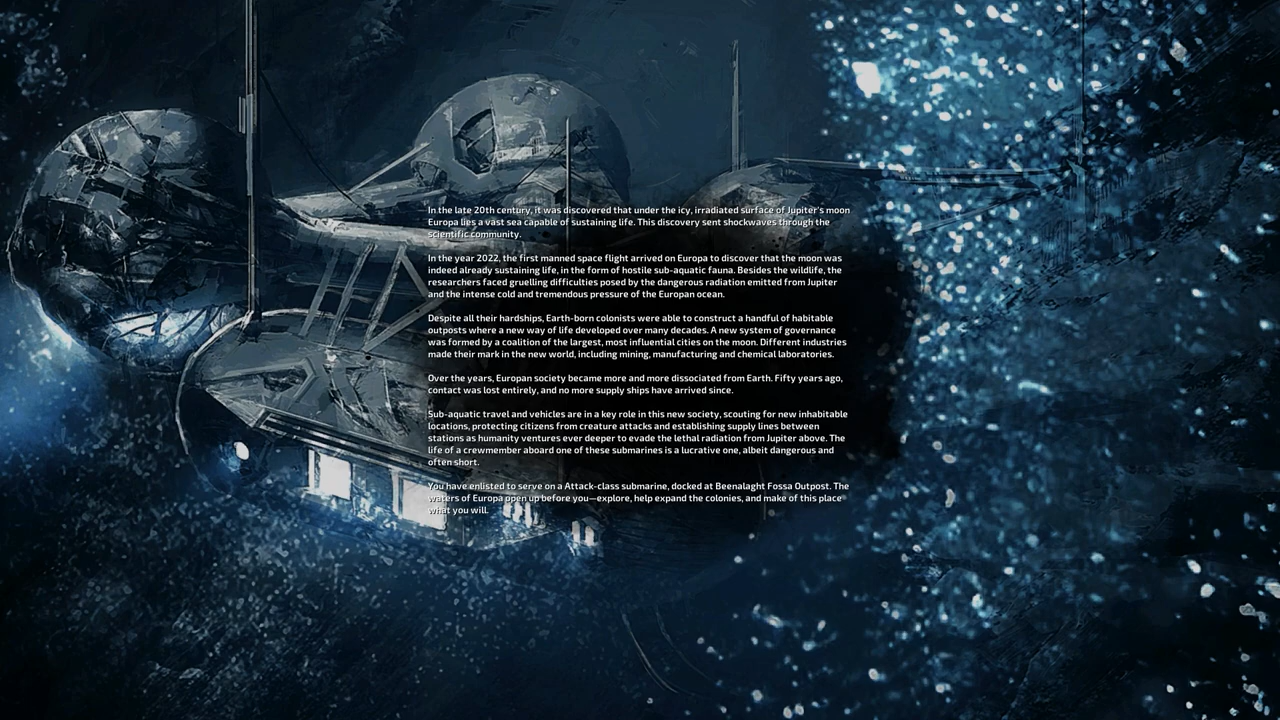 In the late 20th century, it was discovered that under the icy, irradiated surface of Jupiter's moon
Europa lies a vast sea capable of sustaining life. This discovery sent shockwaves through the
scientific community.
In the year 2022, the first manned space flight arrived on Europa to discover that the moon was
indeed already sustaining life, in the form of hostile sub-aquatic fauna. Besides the wildlife, the
researchers faced gruelling difficulties posed by the dangerous radiation emitted from Jupiter
and the intense cold and tremendous pressure of the Europan ocean.
Despite all their hardships, Earth-born colonists were able to construct a handful of habitable
outposts where a new way of life developed over many decades. A new system of governance
was formed by a coalition of the largest, most influential cities on the moon. Different industries
made their mark in the new world, including mining, manufacturing and chemical laboratories.
Over the years, Europan society became more and more dissociated from Earth. Fifty years ago,
contact was lost entirely, and no more supply ships have arrived since.
Sub-aquatic travel and vehicles are in a key role in this new society, scouting for new inhabitable
locations, protecting citizens from creature attacks and establishing supply lines between
stations as humanity ventures ever deeper to evade the lethal radiation from Jupiter above. The
life of a crewmember aboard one of these submarines is a lucrative one, albeit dangerous and
often short.
You have enlisted to serve on a Attack-class submarine, docked at Beenalaght Fossa Outpost. The
waters of Europa open up before you—explore, help expand the colonies, and make of this place
what you will.